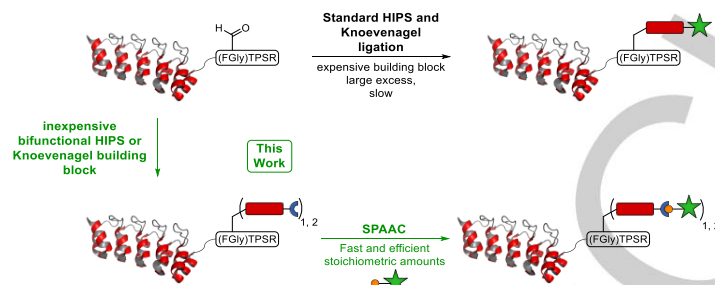 H
O
(FGly)TPSR
Standard HIPS and
Knoevenagel
ligation
expensive building block
large excess,
slow
(FGly)TPSR
inexpensive
bifunctional HIPS or
Knoevenagel building
block
This
Work
(FGly)TPSR
1, 2
SPAAC
Fast and efficient
stoichiometric amounts
(FGly)TPSR